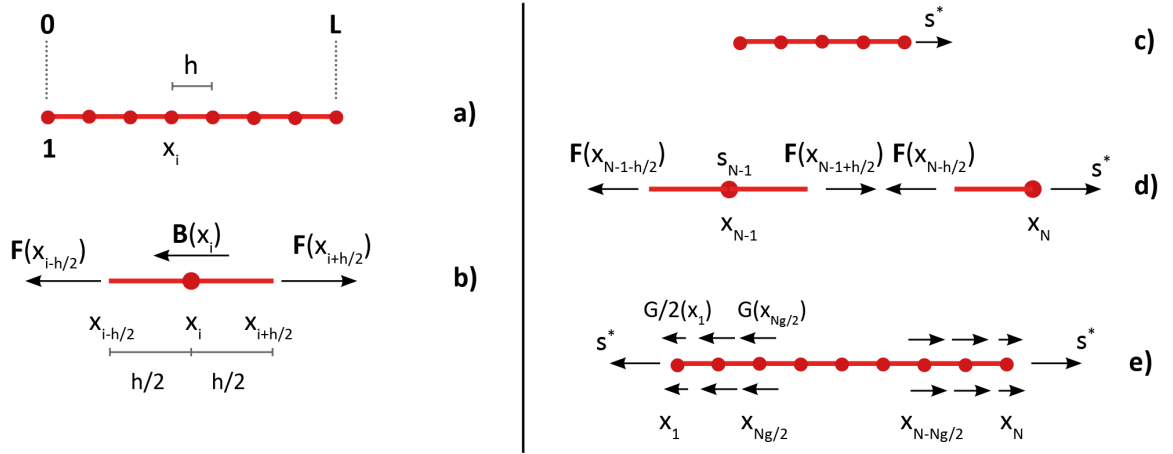 0 L
h
a)
1 x_i
B(x_i)
F(x_{i-h/2}) F(x_{i+h/2})
b)
x_{i-h/2} x_i x_{i+h/2}
h/2 h/2
s*
c)
F(x_{N-1-h/2}) s_{N-1} F(x_{N-1+h/2}) F(x_{N-h/2}) s*
d)
x_{N-1} x_N
G/2(x_1) G(x_{Ng/2})
s* s*
e)
x_1 x_{Ng/2} x_{N-Ng/2} x_N